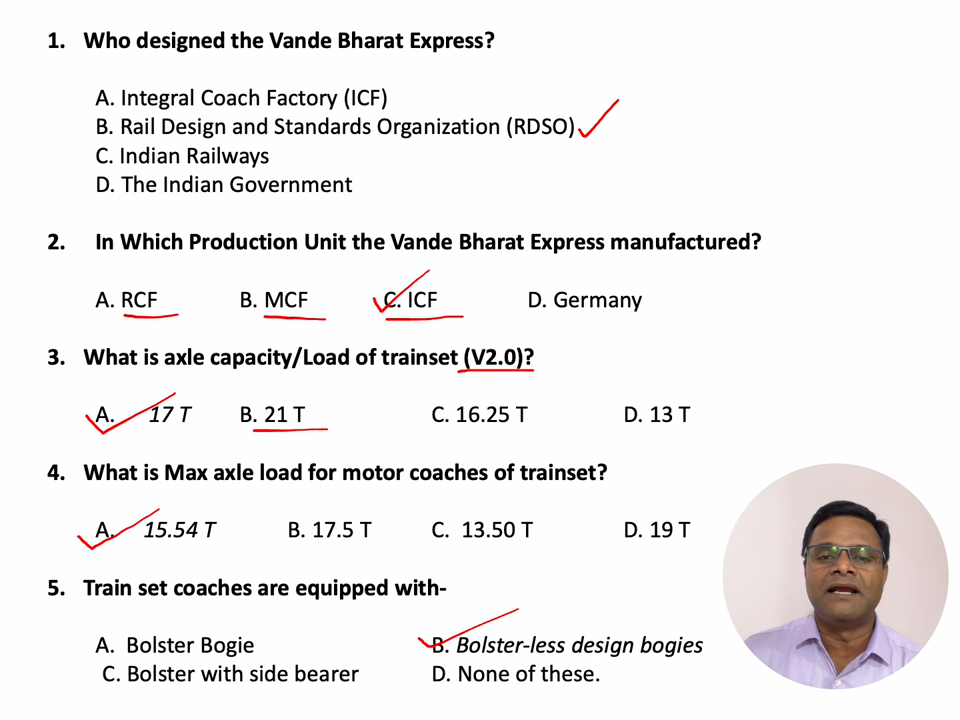 1. Who designed the Vande Bharat Express?
A. Integral Coach Factory (ICF)
B. Rail Design and Standards Organization (RDSO)
C. Indian Railways
D. The Indian Government
2. In Which Production Unit the Vande Bharat Express manufactured?
A. RCF B. MCF C. ICF D. Germany
3. What is axle capacity/Load of trainset (V2.0)?
A. 17 T B. 21 T C. 16.25 T D. 13 T
4. What is Max axle load for motor coaches of trainset?
A. 15.54 T B. 17.5 T C. 13.50 T D. 19 T
5. Train set coaches are equipped with-
A. Bolster Bogie B. Bolster-less design bogies
C. Bolster with side bearer D. None of these.